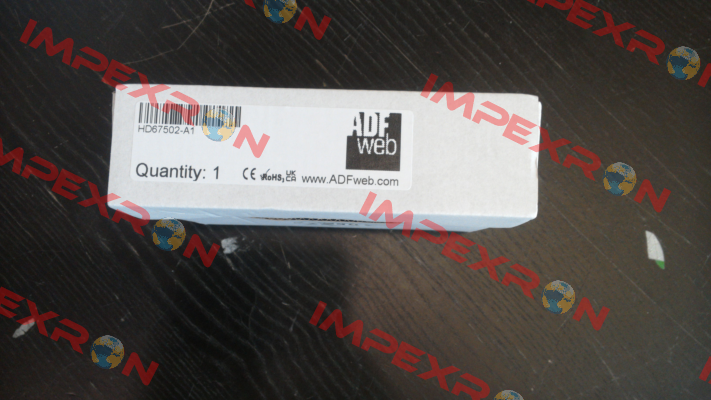 IMPEXRON
IMPEXRON
HD67502-A1
ADF
web
Quantity: 1
CE RoHS UK CA www.ADFweb.com
IMPEXRON
IMPEXRON
IMPEXRON
IMPEXRON
IMPEXRON